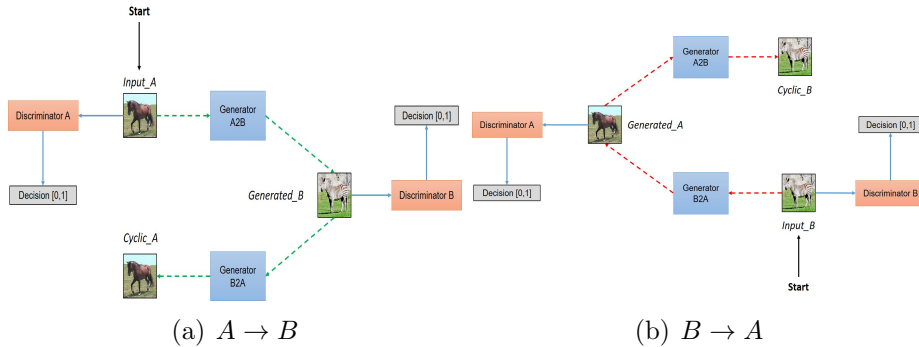 Start
Input_A
Discriminator A
Generator
A2B
Decision [0,1]
Decision [0,1]
Generated_B
Discriminator B
Cyclic_A
Generator
B2A
(a) A → B
Generator
A2B
Cyclic_B
Discriminator A
Generated_A
Decision [0,1]
Decision [0,1]
Generator
B2A
Discriminator B
Input_B
Start
(b) B → A